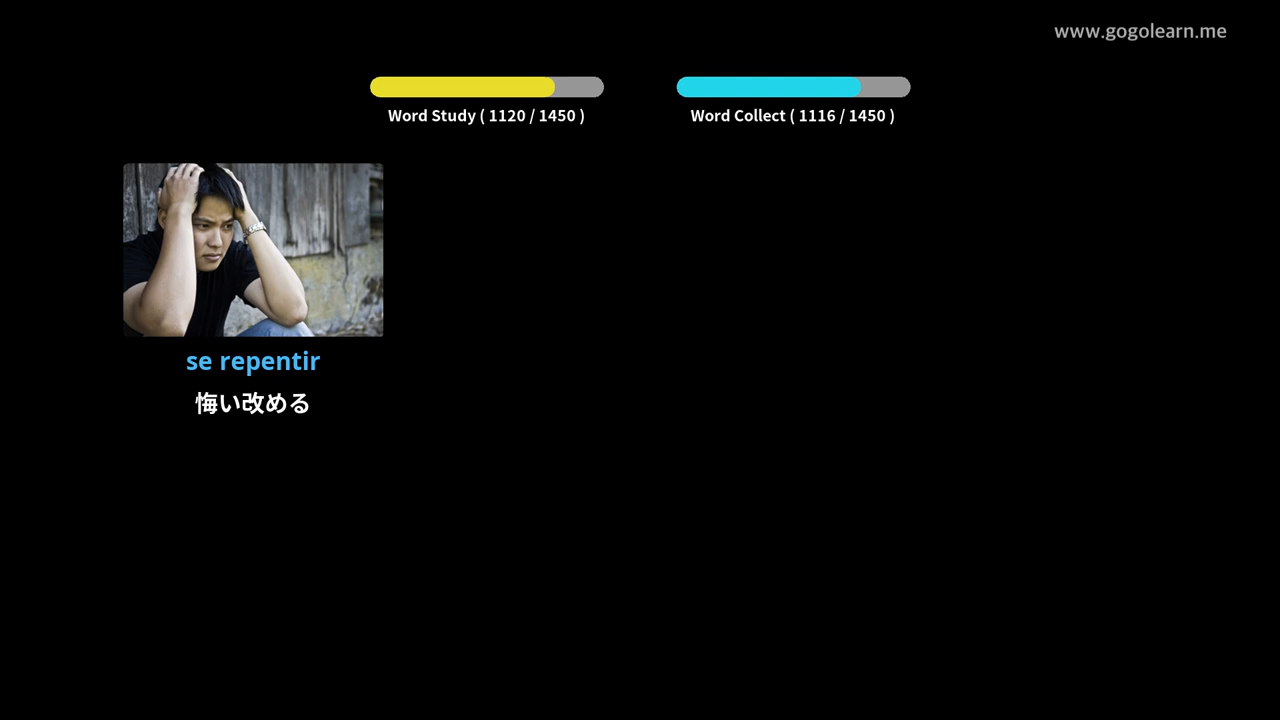 www.gogolearn.me
Word Study ( 1120 / 1450 )
Word Collect ( 1116 / 1450 )
se repentir
悔い改める